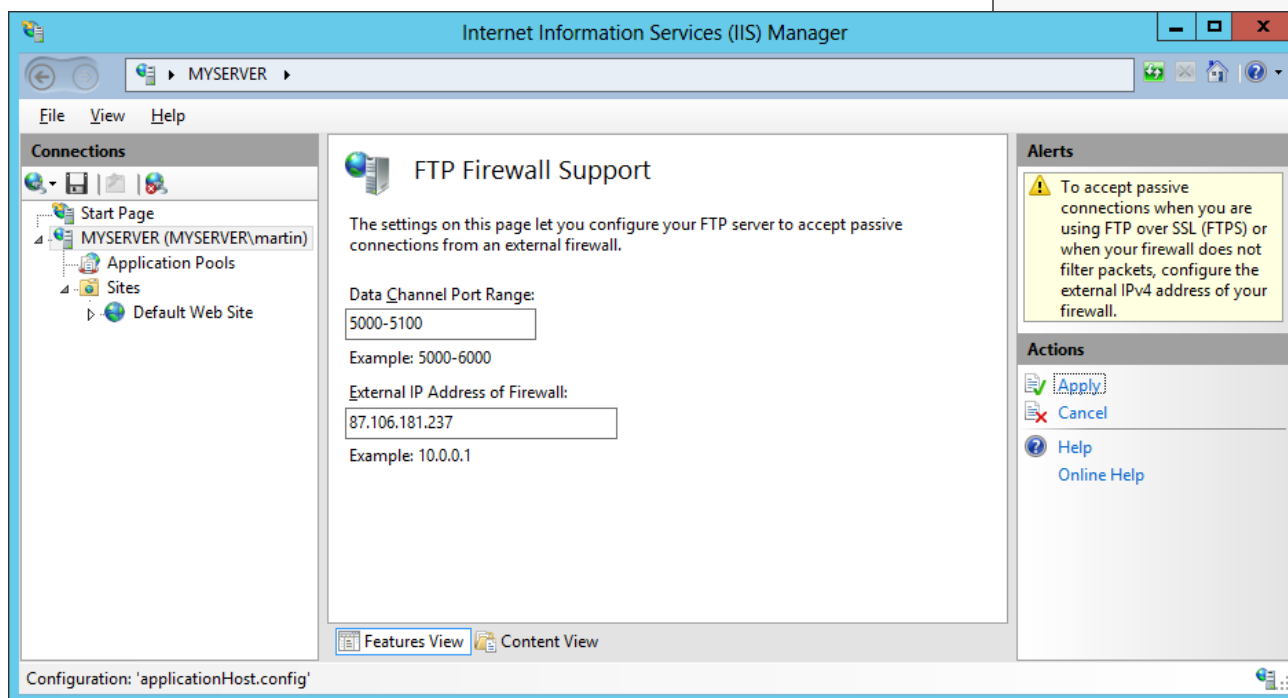 Internet Information Services (IIS) Manager
MYSERVER
File View Help
Connections
Start Page
MYSERVER (MYSERVER\martin)
Application Pools
Sites
Default Web Site
FTP Firewall Support
The settings on this page let you configure your FTP server to accept passive
connections from an external firewall.
Data Channel Port Range:
5000-5100
Example: 5000-6000
External IP Address of Firewall:
87.106.181.237
Example: 10.0.0.1
Features View Content View
Alerts
To accept passive
connections when you are
using FTP over SSL (FTPS) or
when your firewall does not
filter packets, configure the
external IPv4 address of your
firewall.
Actions
Apply
Cancel
Help
Online Help
Configuration: 'applicationHost.config'